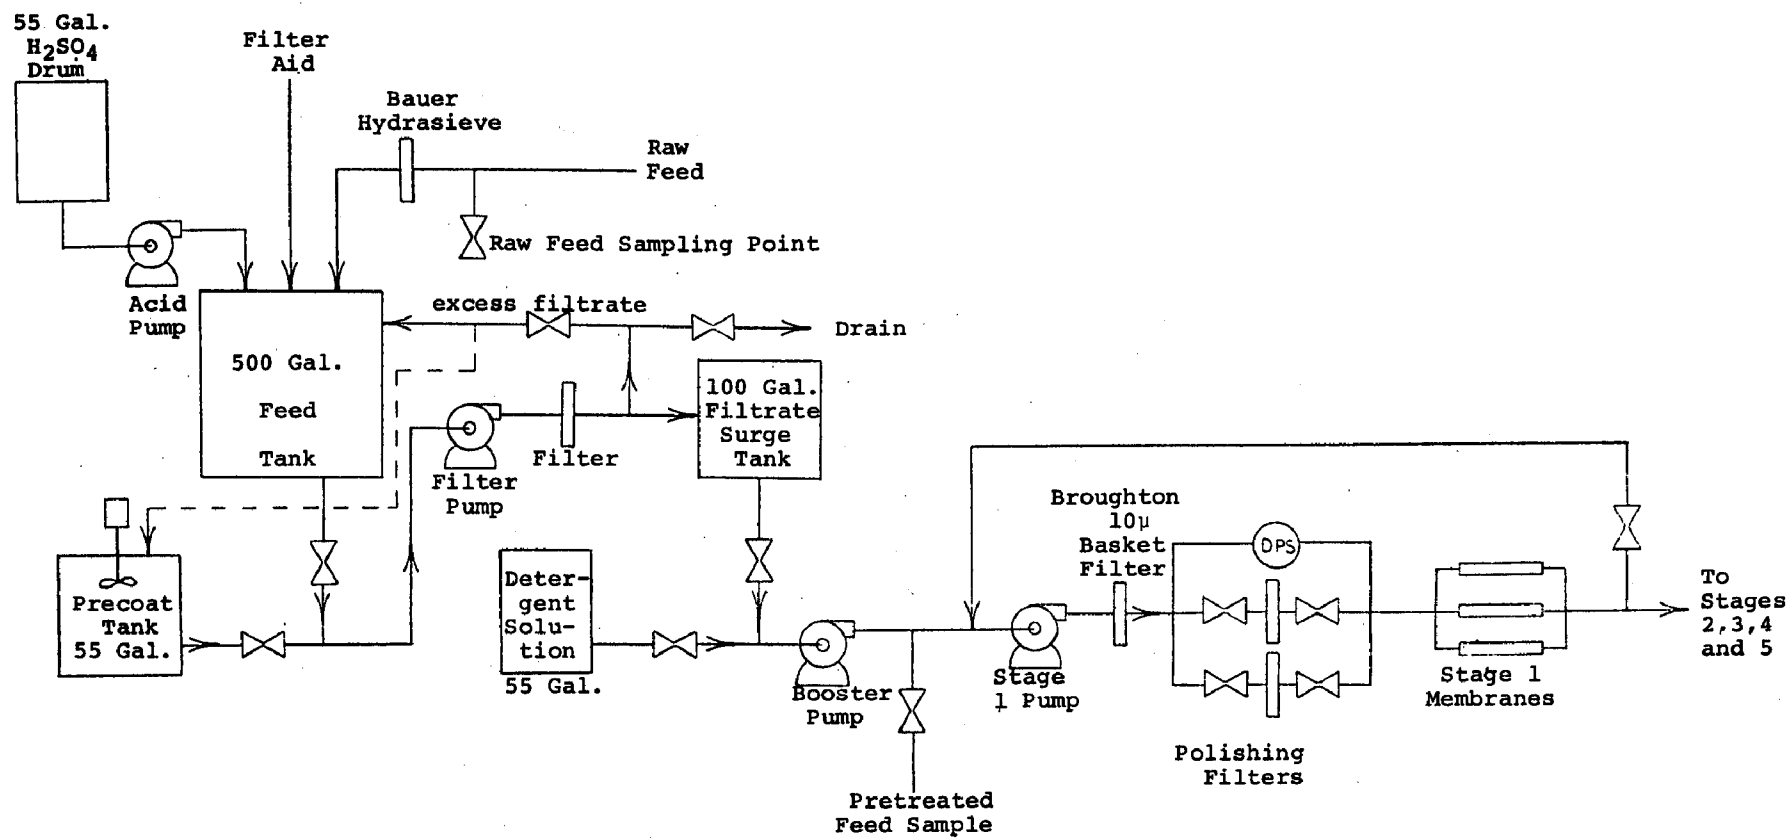 55 Gal.
H2SO4
Drum
Filter
Aid
Bauer
Hydrasieve
Raw
Feed
Raw Feed Sampling Point
Acid
Pump
excess filtrate
Drain
500 Gal.
Feed
Tank
100 Gal.
Filtrate
Surge
Tank
Filter
Filter
Pump
Precoat
Tank
55 Gal.
Deter-
gent
Solu-
tion
55 Gal.
Booster
Pump
Pretreated
Feed Sample
Stage
1 Pump
Broughton
10μ
Basket
Filter
DPS
Polishing
Filters
Stage 1
Membranes
To
Stages
2,3,4
and 5